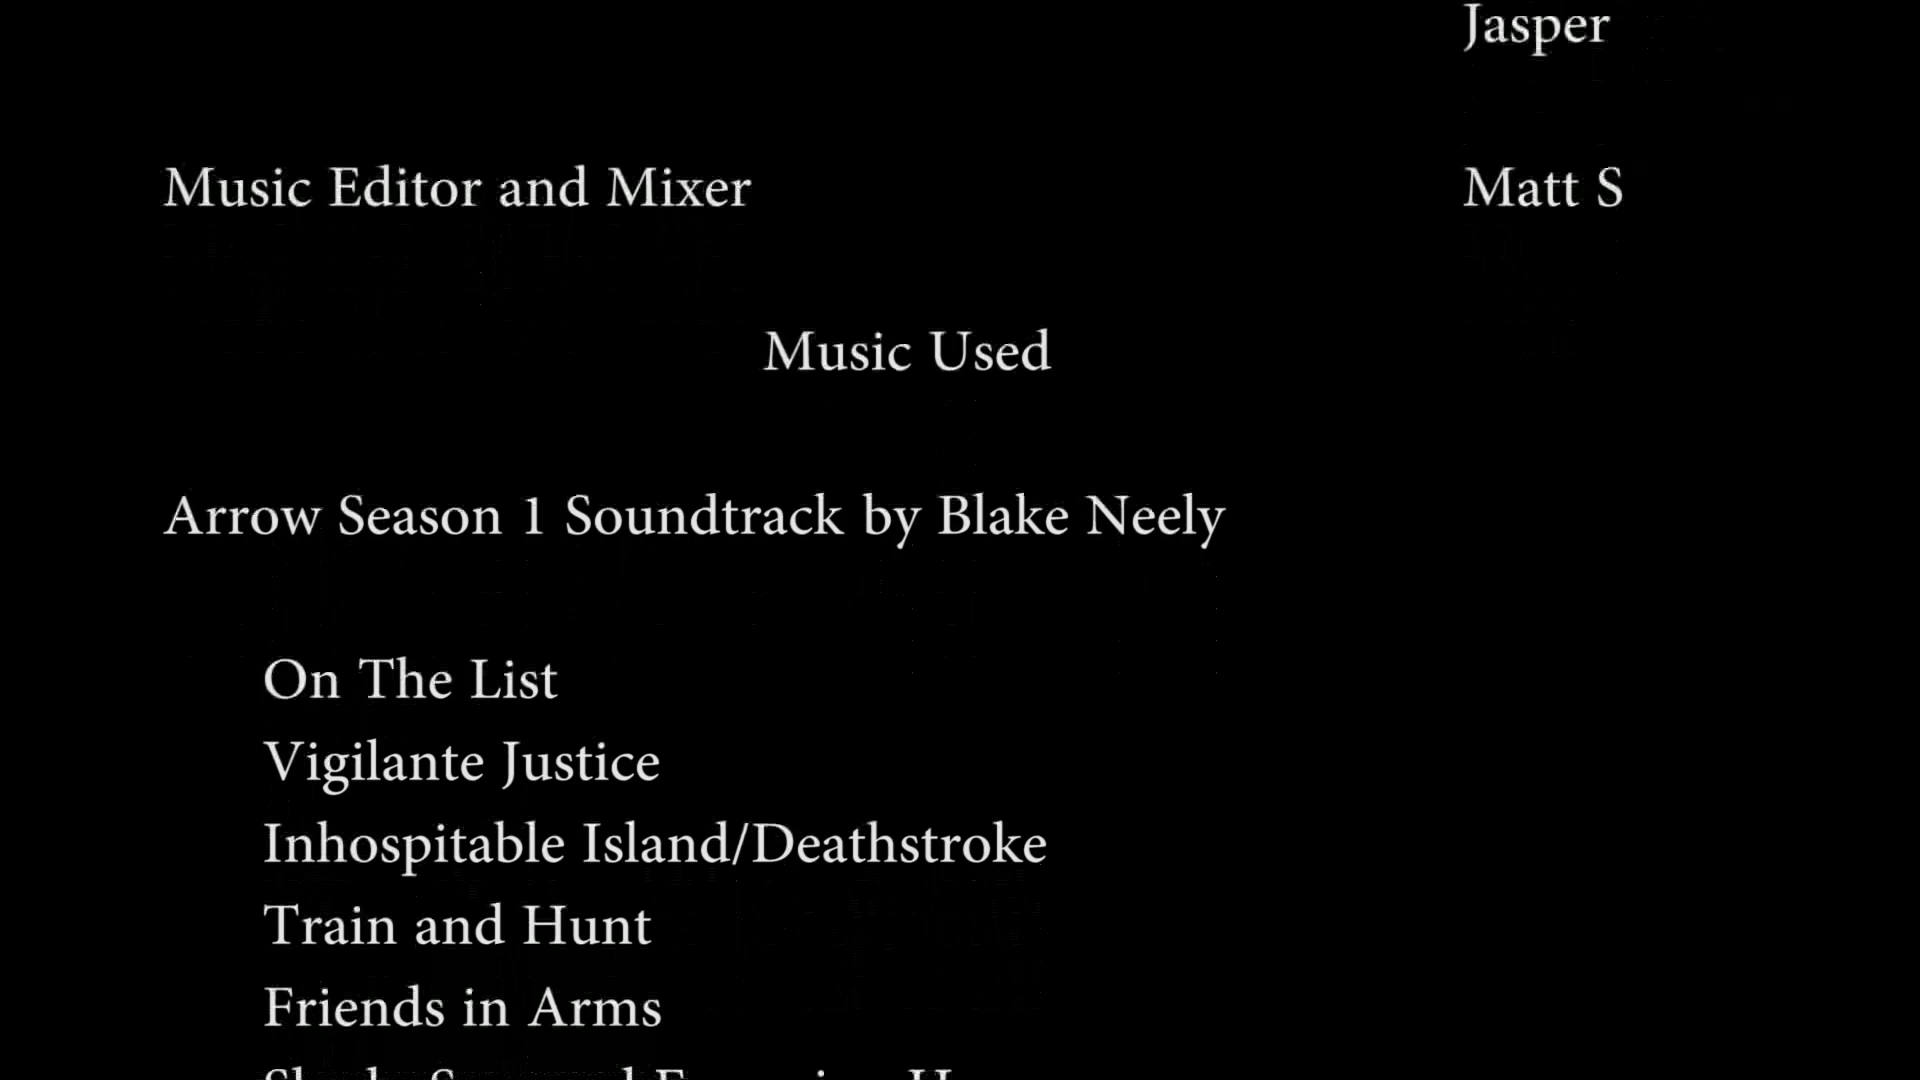 Jasper
Music Editor and Mixer Matt S
Music Used
Arrow Season 1 Soundtrack by Blake Neely
On The List
Vigilante Justice
Inhospitable Island/Deathstroke
Train and Hunt
Friends in Arms